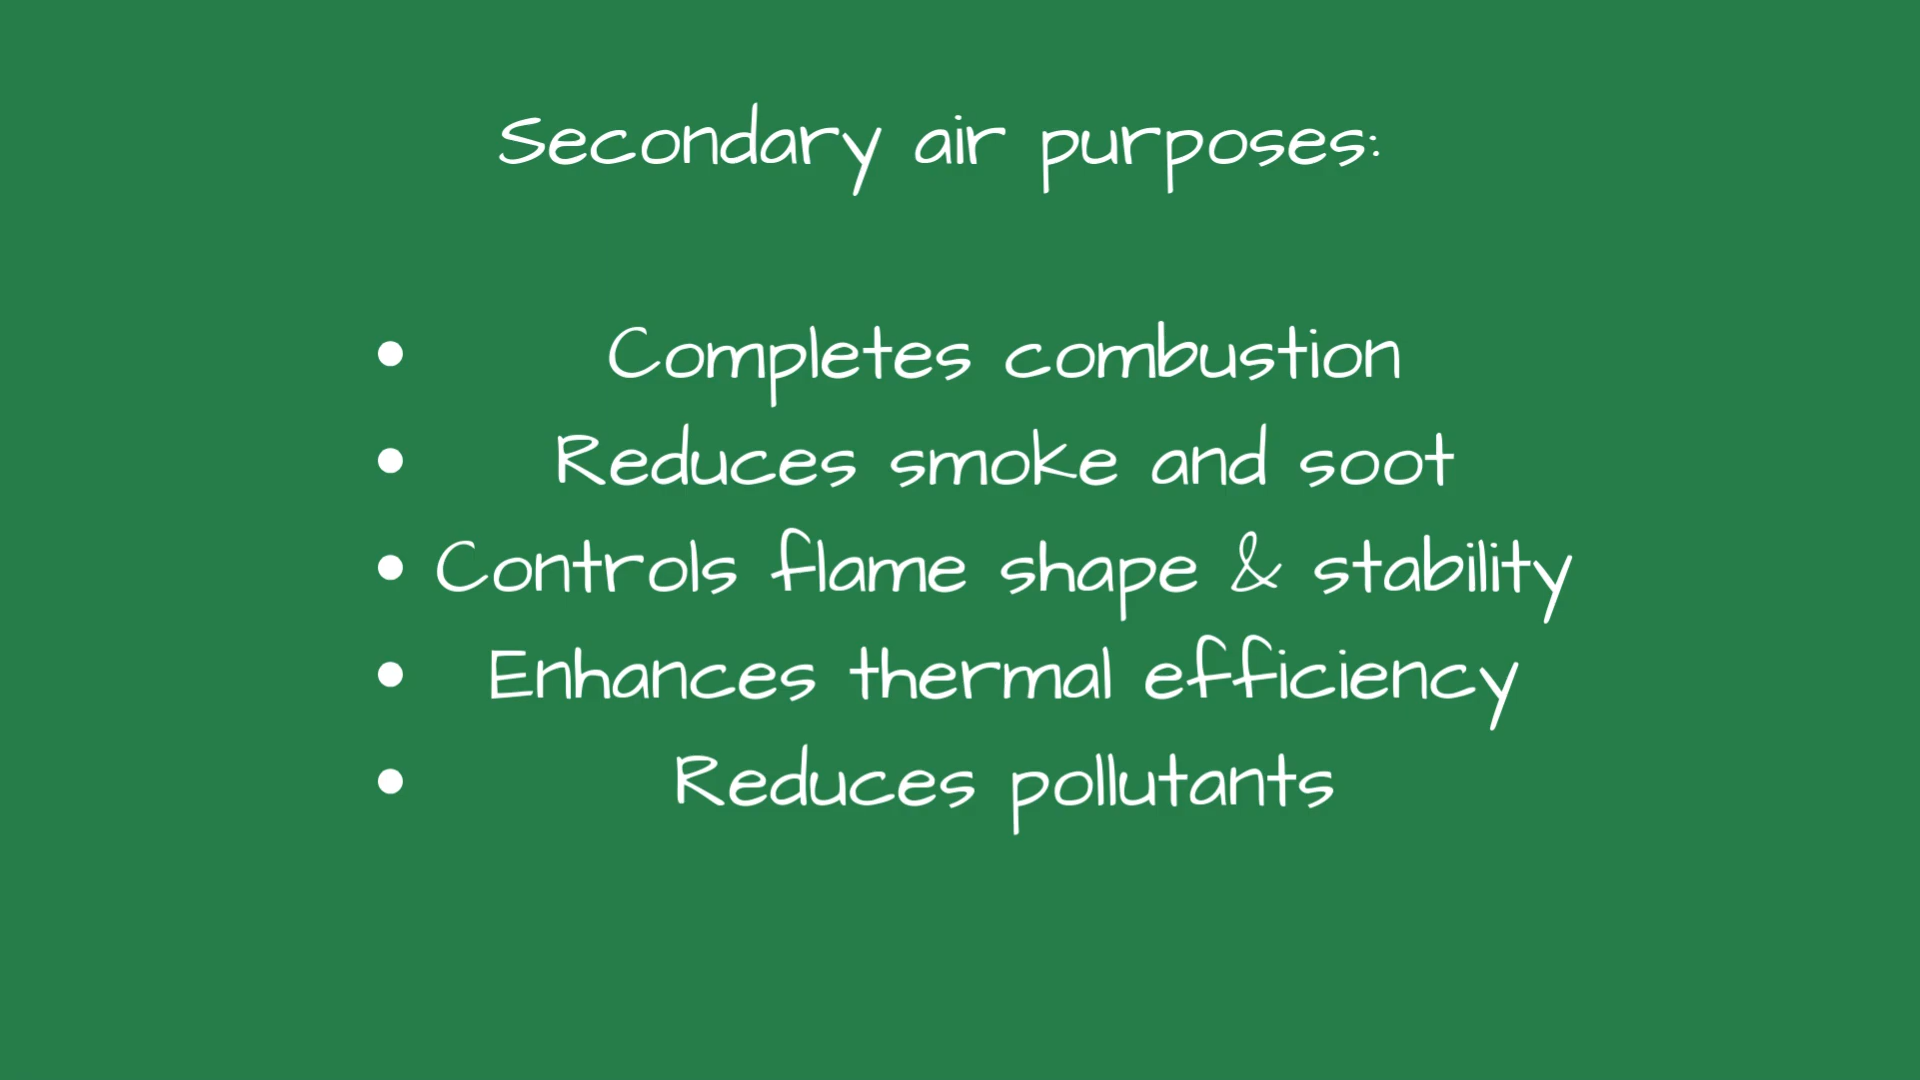 Secondary air purposes:
• Completes combustion
• Reduces smoke and soot
• Controls flame shape & stability
• Enhances thermal efficiency
• Reduces pollutants